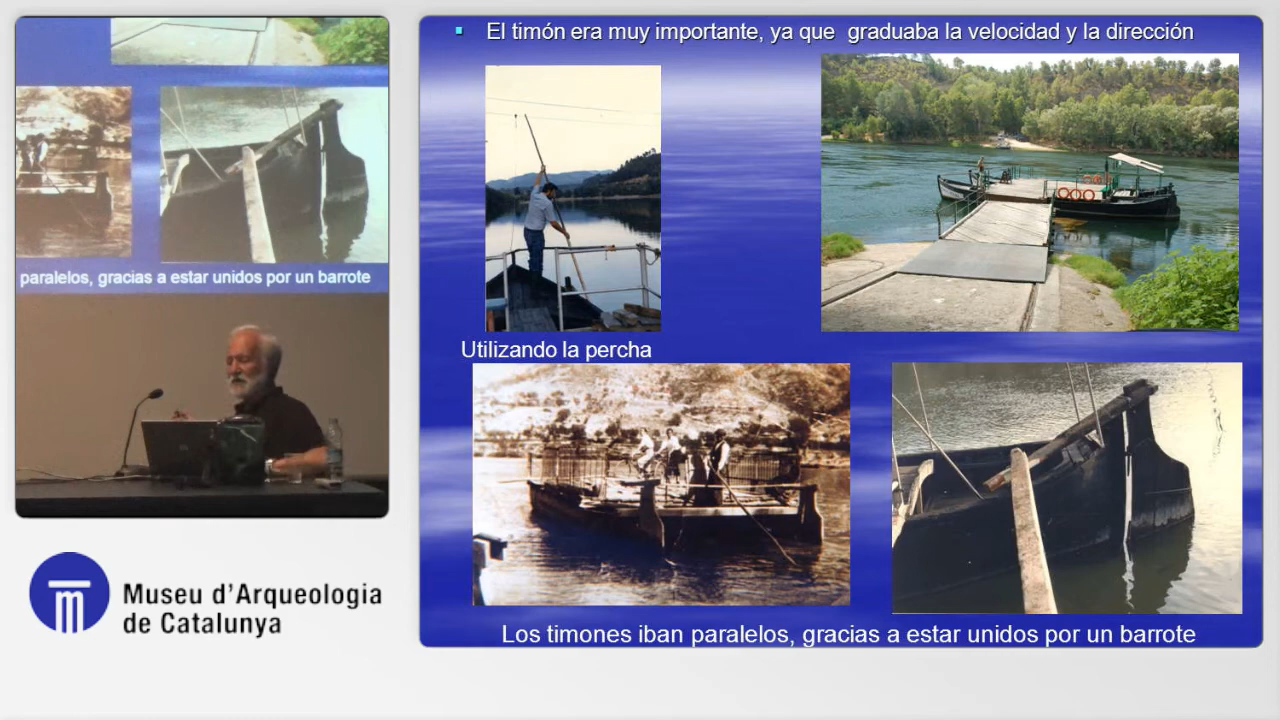 paralelos, gracias a estar unidos por un barrote
Museu d'Arqueologia
de Catalunya
El timón era muy importante, ya que graduaba la velocidad y la dirección
Utilizando la percha
Los timones iban paralelos, gracias a estar unidos por un barrote